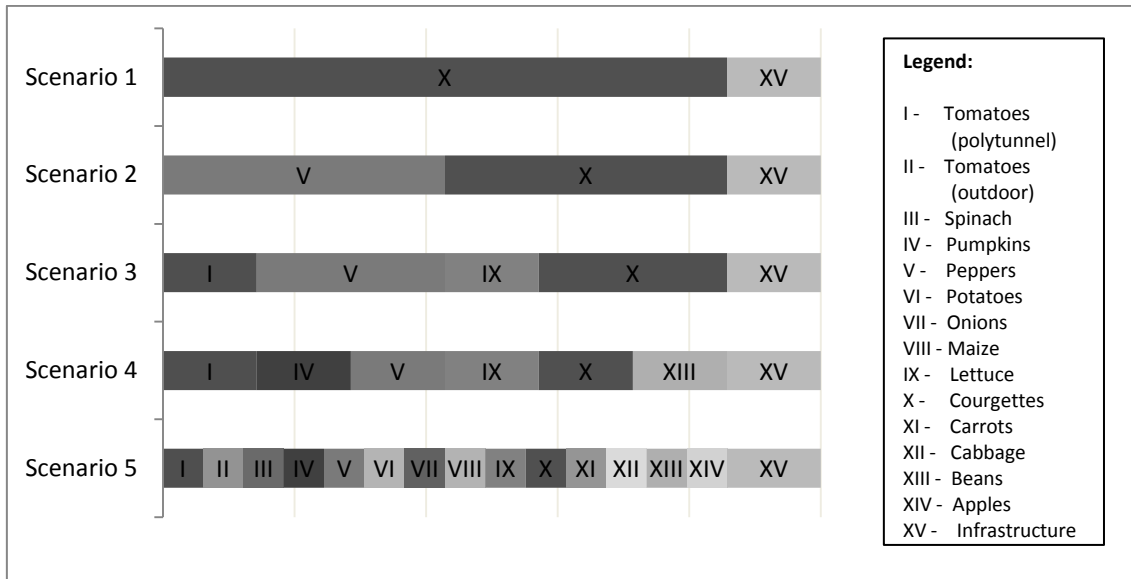 Scenario 1
X
XV
Scenario 2
V
X
XV
Scenario 3
I
V
IX
X
XV
Scenario 4
I
IV
V
IX
X
XIII
XV
Scenario 5
I
II
III
IV
V
VI
VII
VIII
IX
X
XI
XII
XIII
XIV
XV
Legend:
I - Tomatoes
(polytunnel)
II - Tomatoes
(outdoor)
III - Spinach
IV - Pumpkins
V - Peppers
VI - Potatoes
VII - Onions
VIII - Maize
IX - Lettuce
X - Courgettes
XI - Carrots
XII - Cabbage
XIII - Beans
XIV - Apples
XV - Infrastructure